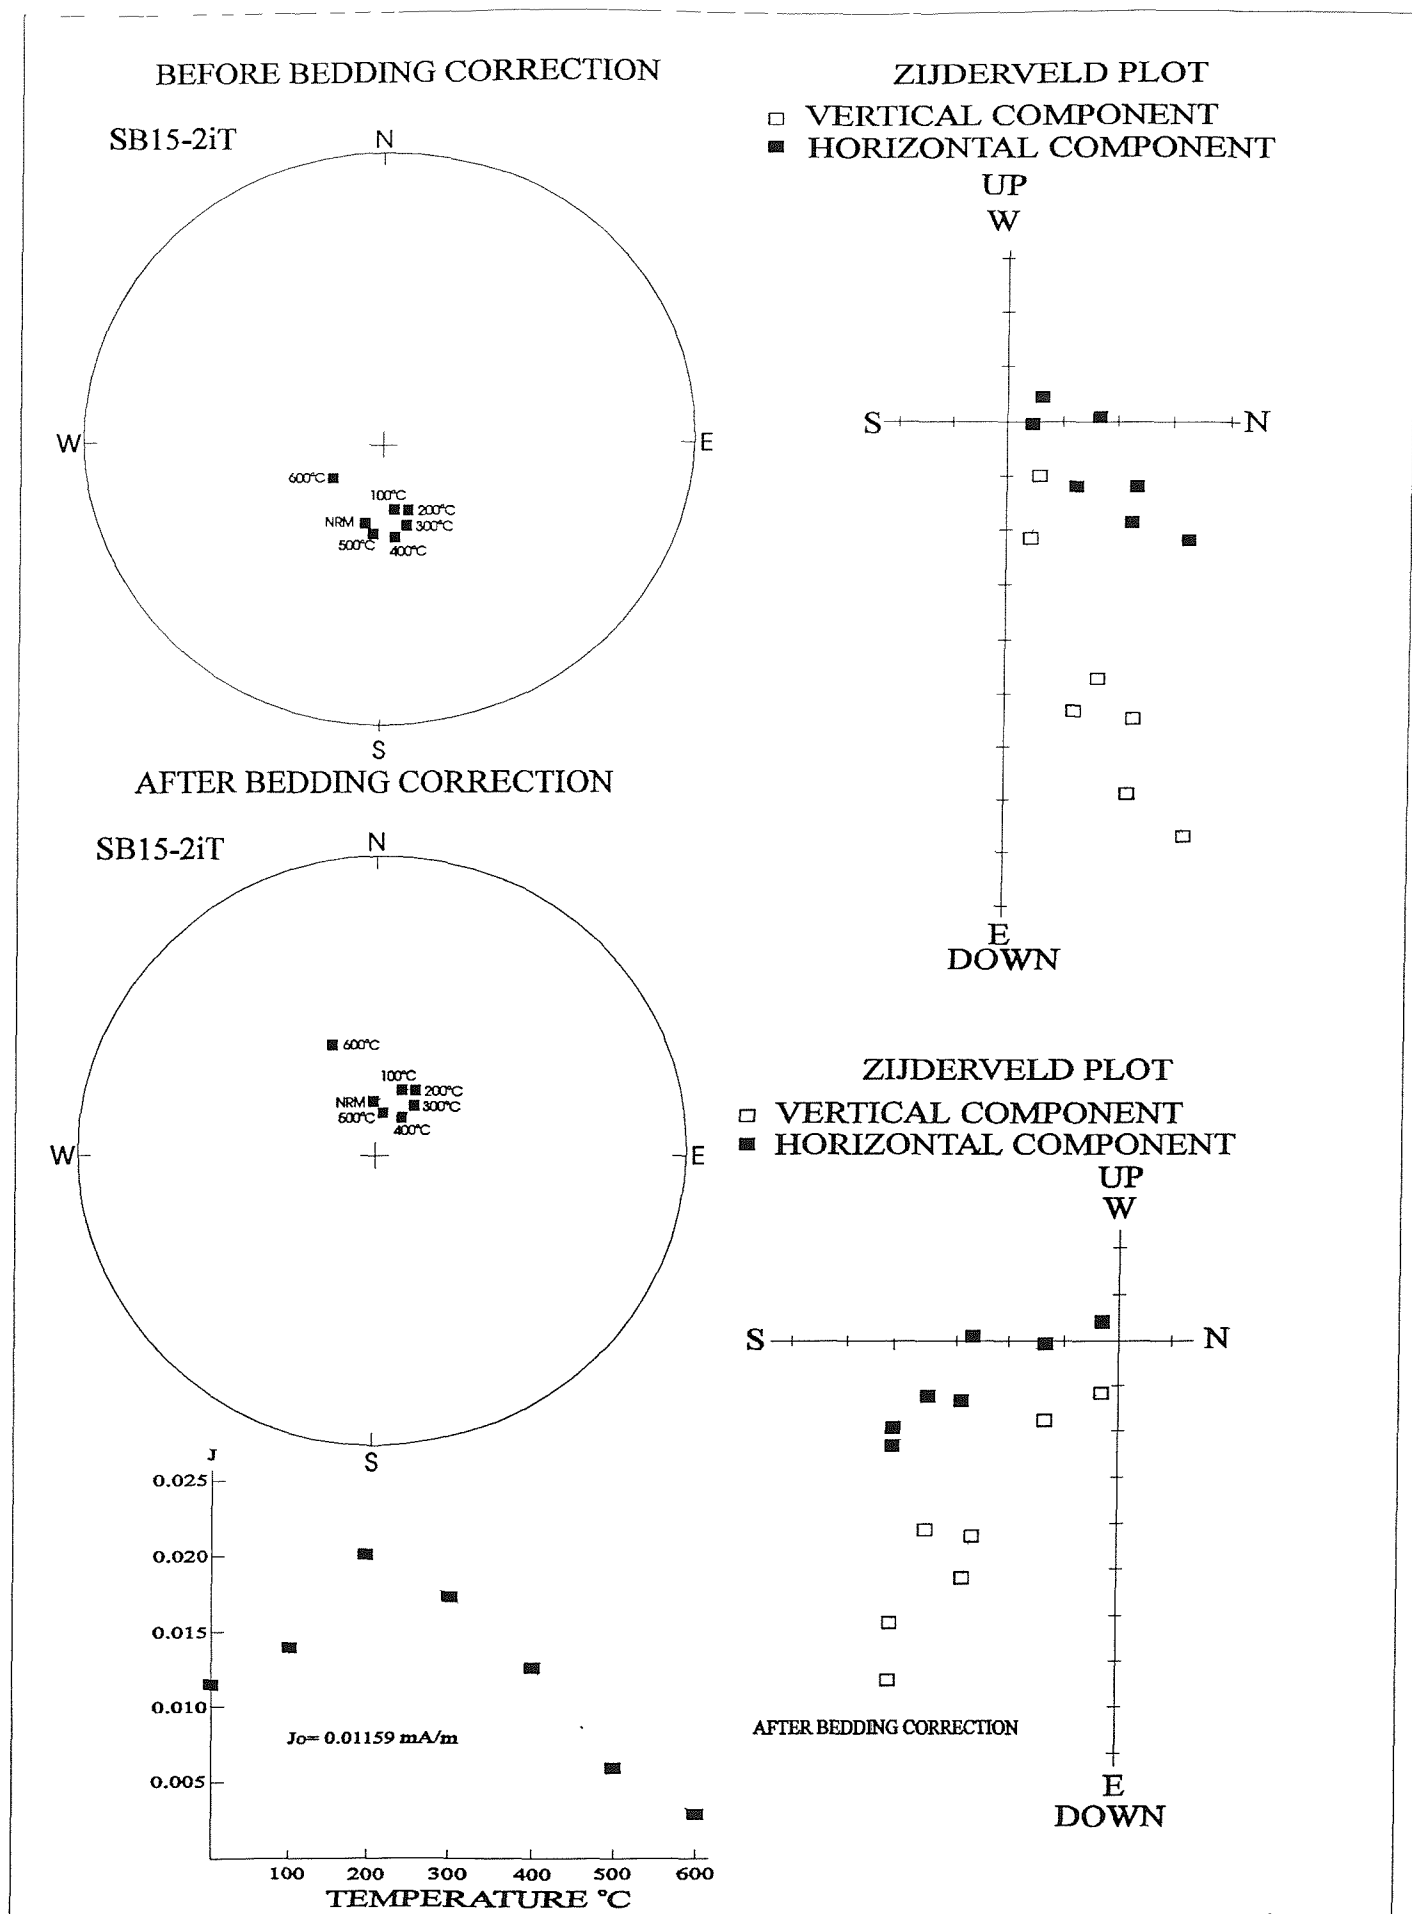 BEFORE BEDDING CORRECTION
SB15-2iT
N
W
E
600°C
100°C
200°C
NRM
300°C
500°C
400°C
S
ZIJDERVELD PLOT
VERTICAL COMPONENT
HORIZONTAL COMPONENT
UP
W
S
N
E
DOWN
AFTER BEDDING CORRECTION
SB15-2iT
N
600°C
100°C
200°C
NRM
300°C
500°C
400°C
W
E
S
ZIJDERVELD PLOT
VERTICAL COMPONENT
HORIZONTAL COMPONENT
UP
W
S
N
AFTER BEDDING CORRECTION
E
DOWN
J
0.025
0.020
0.015
0.010
Jo= 0.01159 mA/m
0.005
100 200 300 400 500 600
TEMPERATURE °C